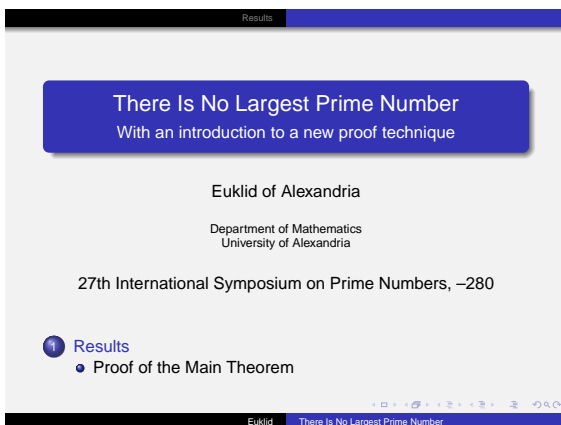 Results
There Is No Largest Prime Number
With an introduction to a new proof technique
Euklid of Alexandria
Department of Mathematics
University of Alexandria
27th International Symposium on Prime Numbers, –280
1 Results
Proof of the Main Theorem
Euklid There Is No Largest Prime Number